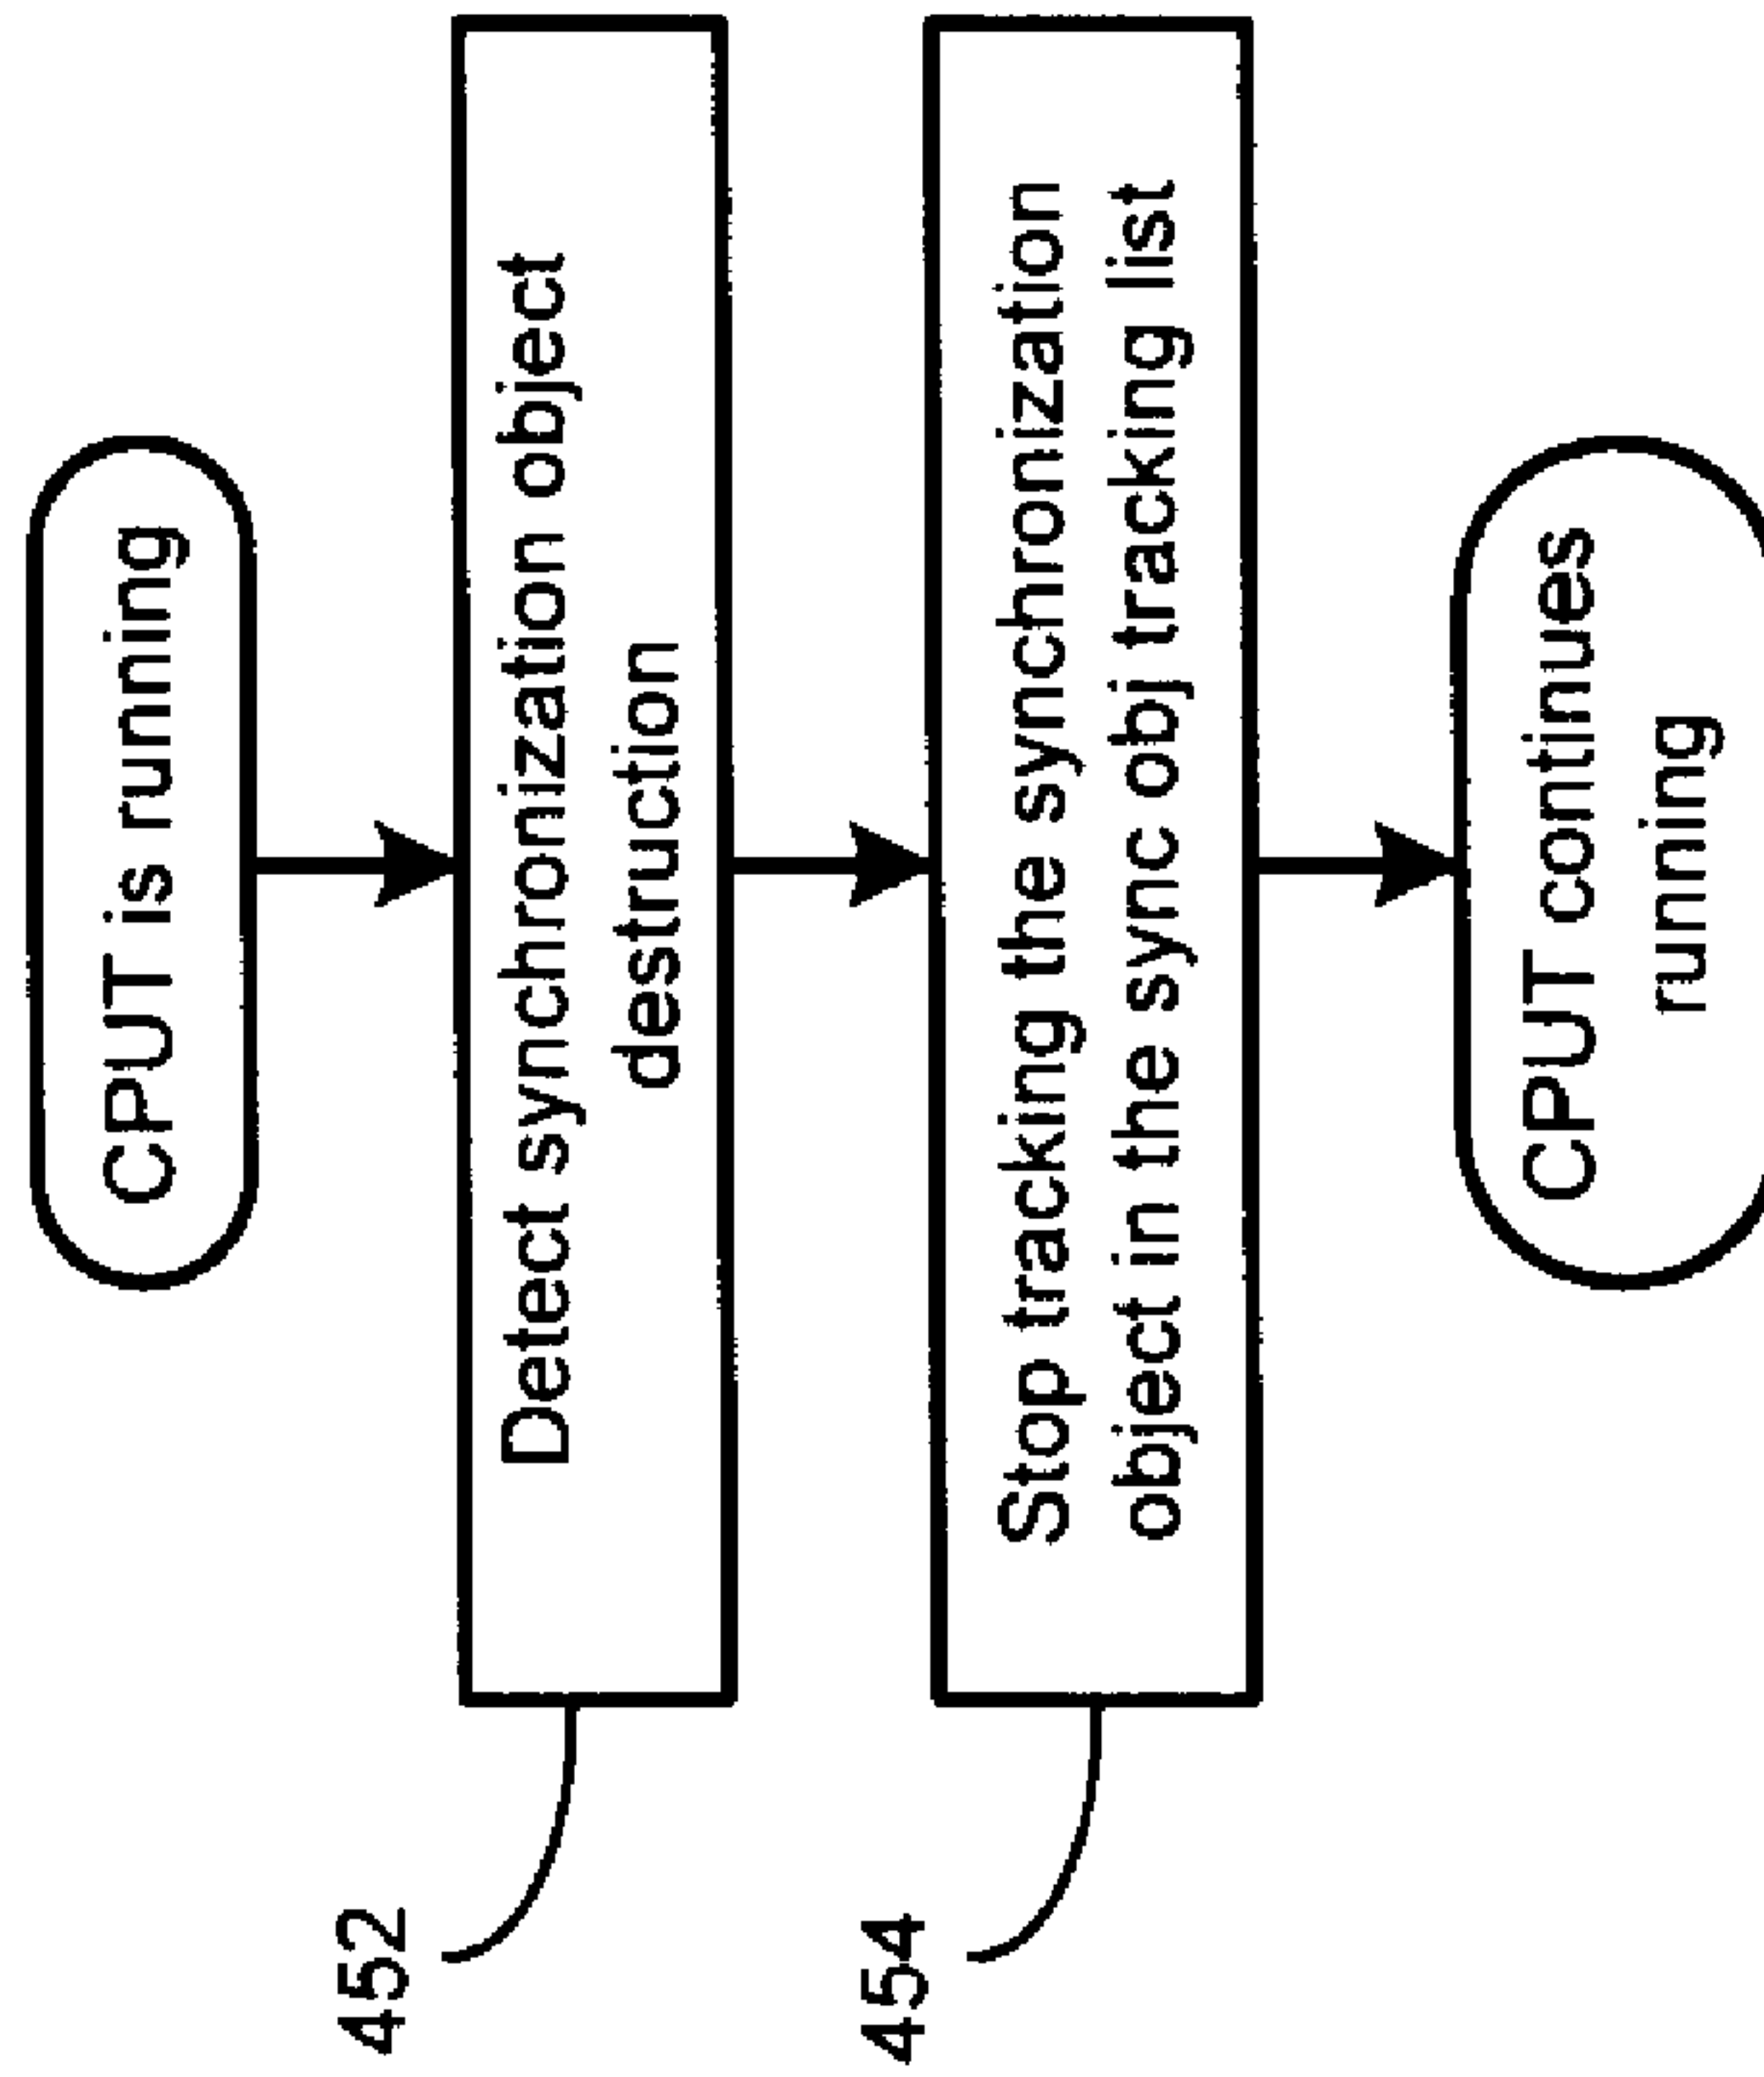 CPUT is running
Detect synchronization object
destruction
452
Stop tracking the synchronization
object in the sync obj tracking list
454
CPUT continues
running